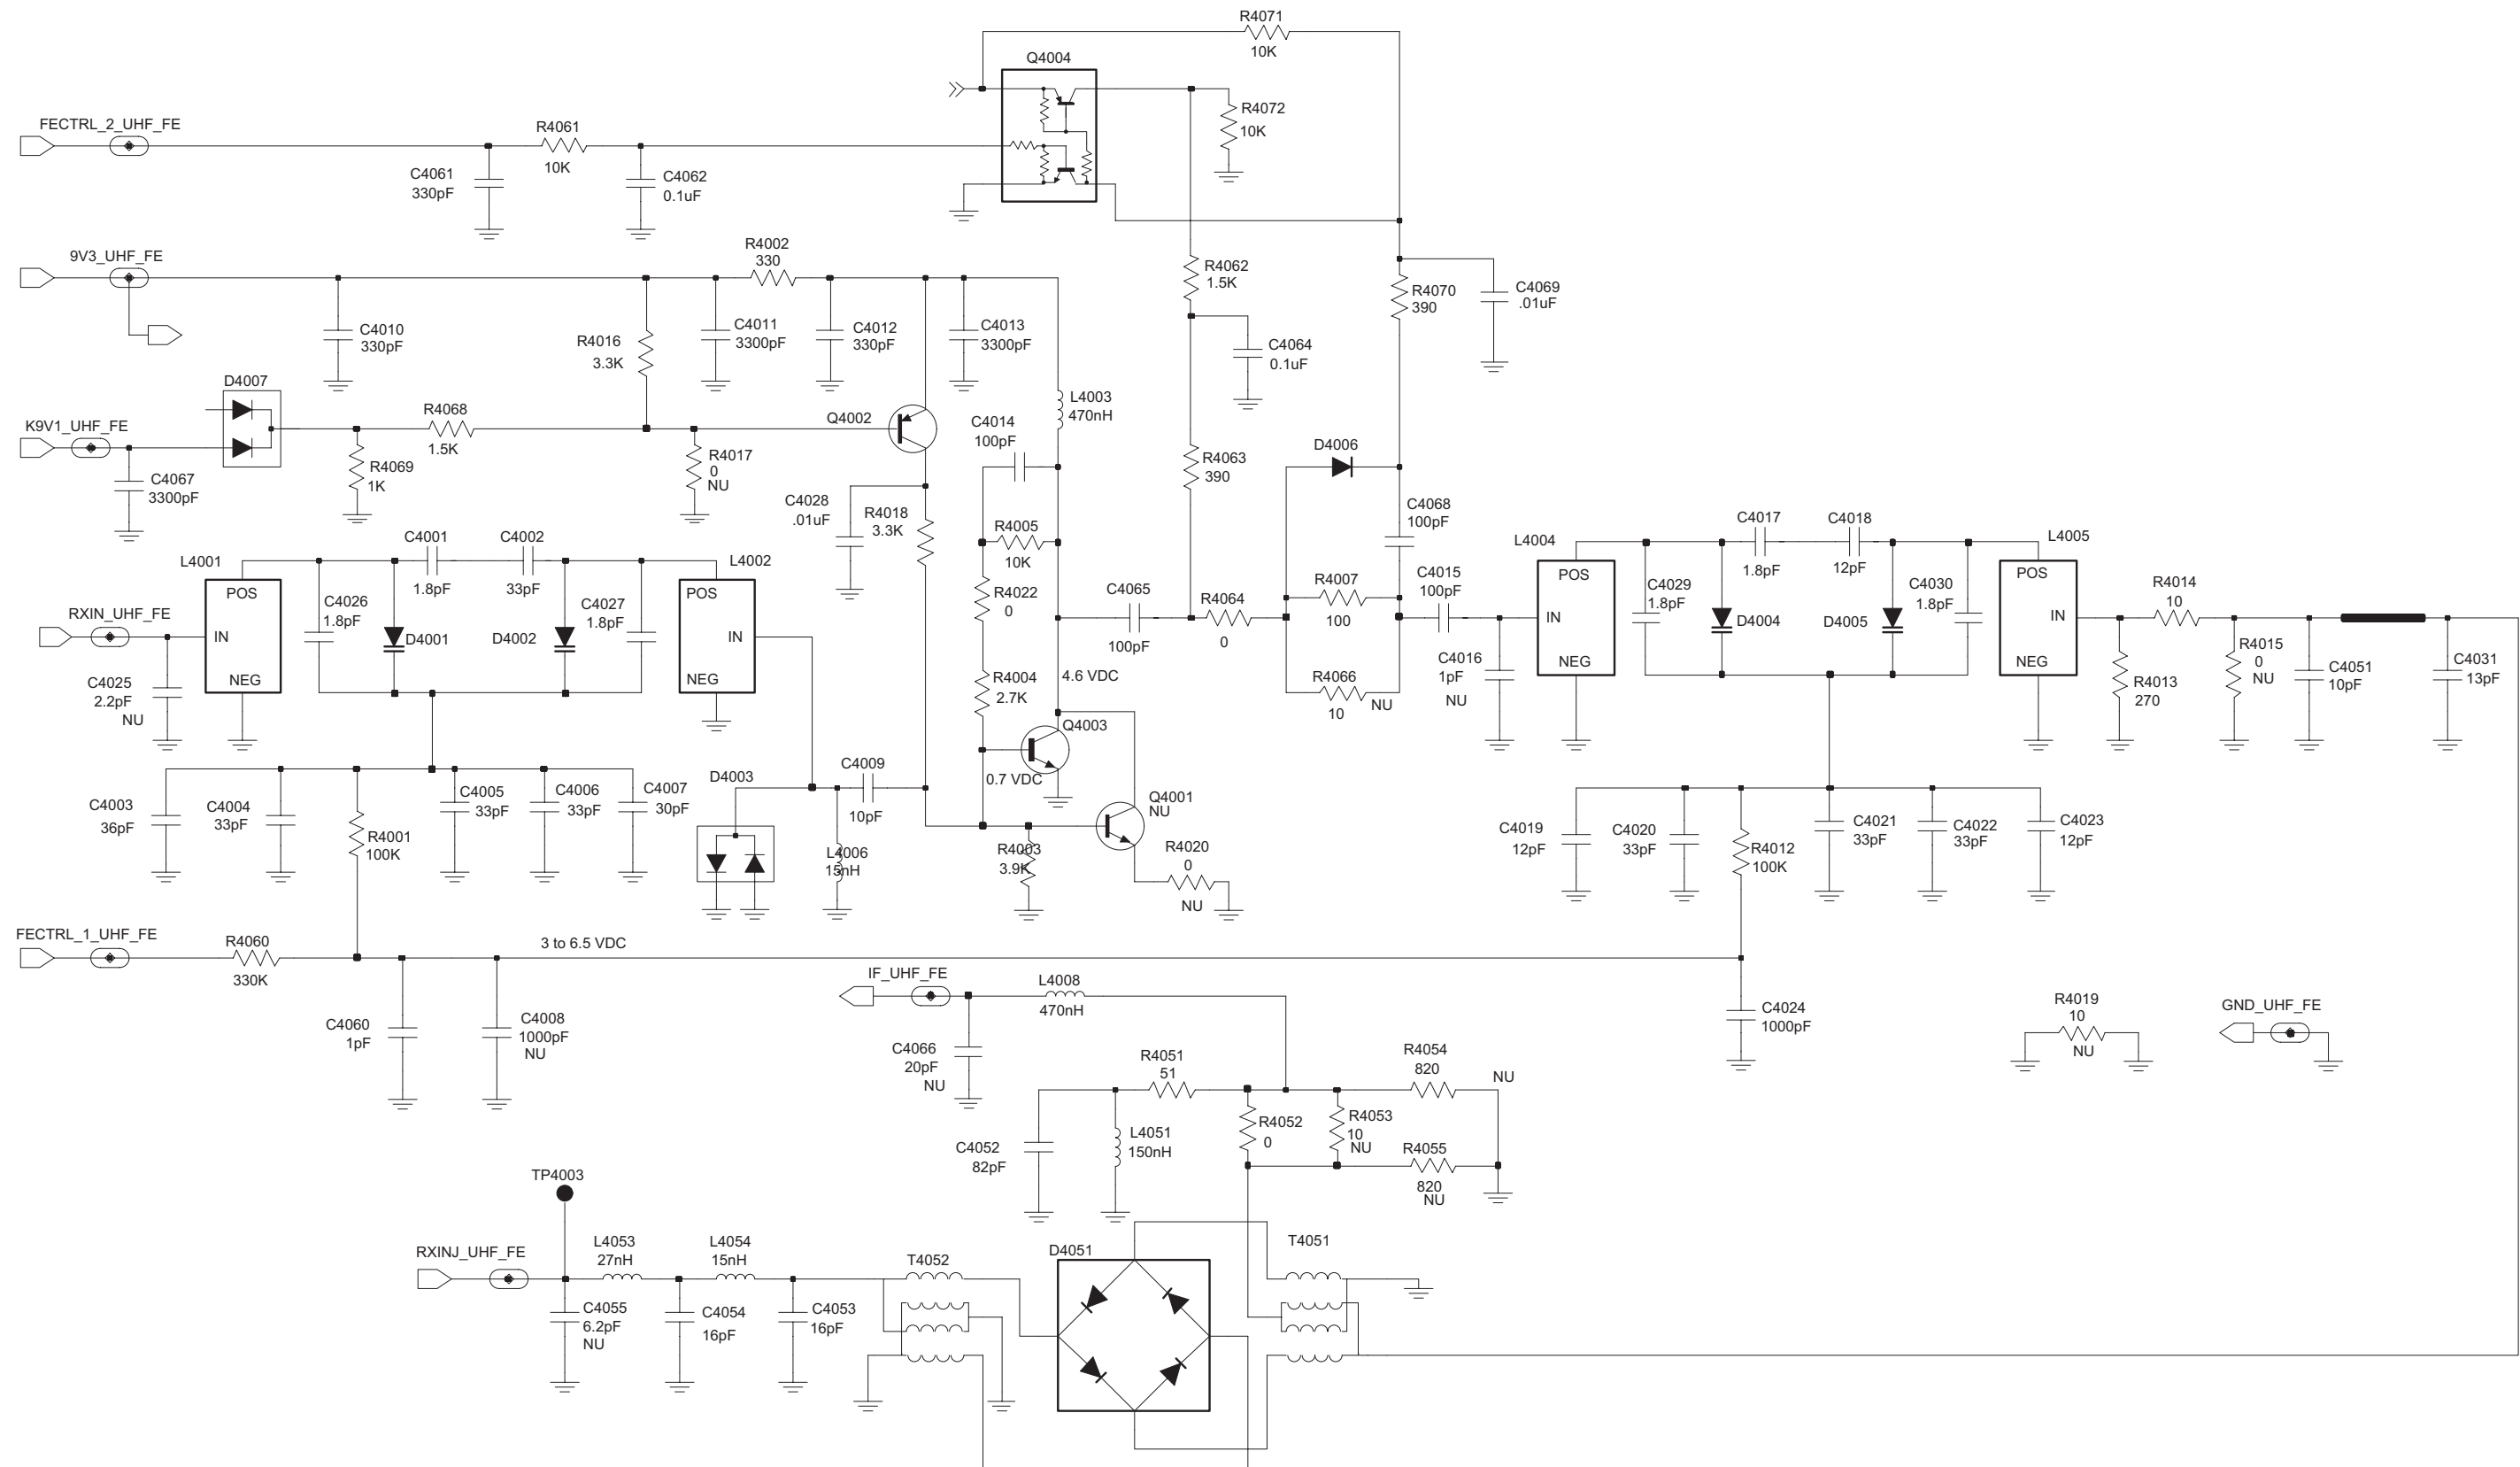 R4071
10K
Q4004
R4072
10K
FECTRL_2_UHF_FE
R4061
10K
C4061
330pF
C4062
0.1uF
9V3_UHF_FE
R4002
330
R4062
1.5K
R4070
390
C4069
.01uF
C4010
330pF
R4016
3.3K
C4011
3300pF
C4012
330pF
C4013
3300pF
C4064
0.1uF
D4007
L4003
470nH
K9V1_UHF_FE
R4068
1.5K
Q4002
C4014
100pF
D4006
R4069
1K
R4017
0
NU
R4063
390
C4067
3300pF
C4028
.01uF
R4018
3.3K
C4068
100pF
R4005
10K
L4001
C4001
1.8pF
C4002
33pF
L4002
POS
IN
NEG
POS
IN
C4026
1.8pF
C4027
1.8pF
D4001
D4002
RXIN_UHF_FE
C4025
2.2pF
NU
NEG
R4022
0
C4065
100pF
R4064
0
R4007
100
C4015
100pF
R4004
2.7K
4.6 VDC
R4066
10
NU
C4016
1pF
NU
L4004
POS
IN
NEG
C4029
1.8pF
C4017
1.8pF
C4018
12pF
D4004
D4005
C4030
1.8pF
L4005
POS
IN
NEG
R4014
10
R4013
270
R4015
0
NU
C4051
10pF
C4031
13pF
Q4003
0.7 VDC
D4003
C4009
10pF
Q4001
NU
C4003
36pF
C4004
33pF
R4001
100K
C4005
33pF
C4006
33pF
C4007
30pF
L4006
15nH
R4003
3.9K
R4020
0
NU
C4019
12pF
C4020
33pF
R4012
100K
C4021
33pF
C4022
33pF
C4023
12pF
FECTRL_1_UHF_FE
R4060
330K
3 to 6.5 VDC
C4060
1pF
C4008
1000pF
NU
IF_UHF_FE
L4008
470nH
C4024
1000pF
R4019
10
NU
GND_UHF_FE
C4066
20pF
NU
R4051
51
R4054
820
NU
C4052
82pF
L4051
150nH
R4052
0
R4053
10
NU
R4055
820
NU
TP4003
RXINJ_UHF_FE
L4053
27nH
L4054
15nH
T4052
D4051
T4051
C4055
6.2pF
NU
C4054
16pF
C4053
16pF